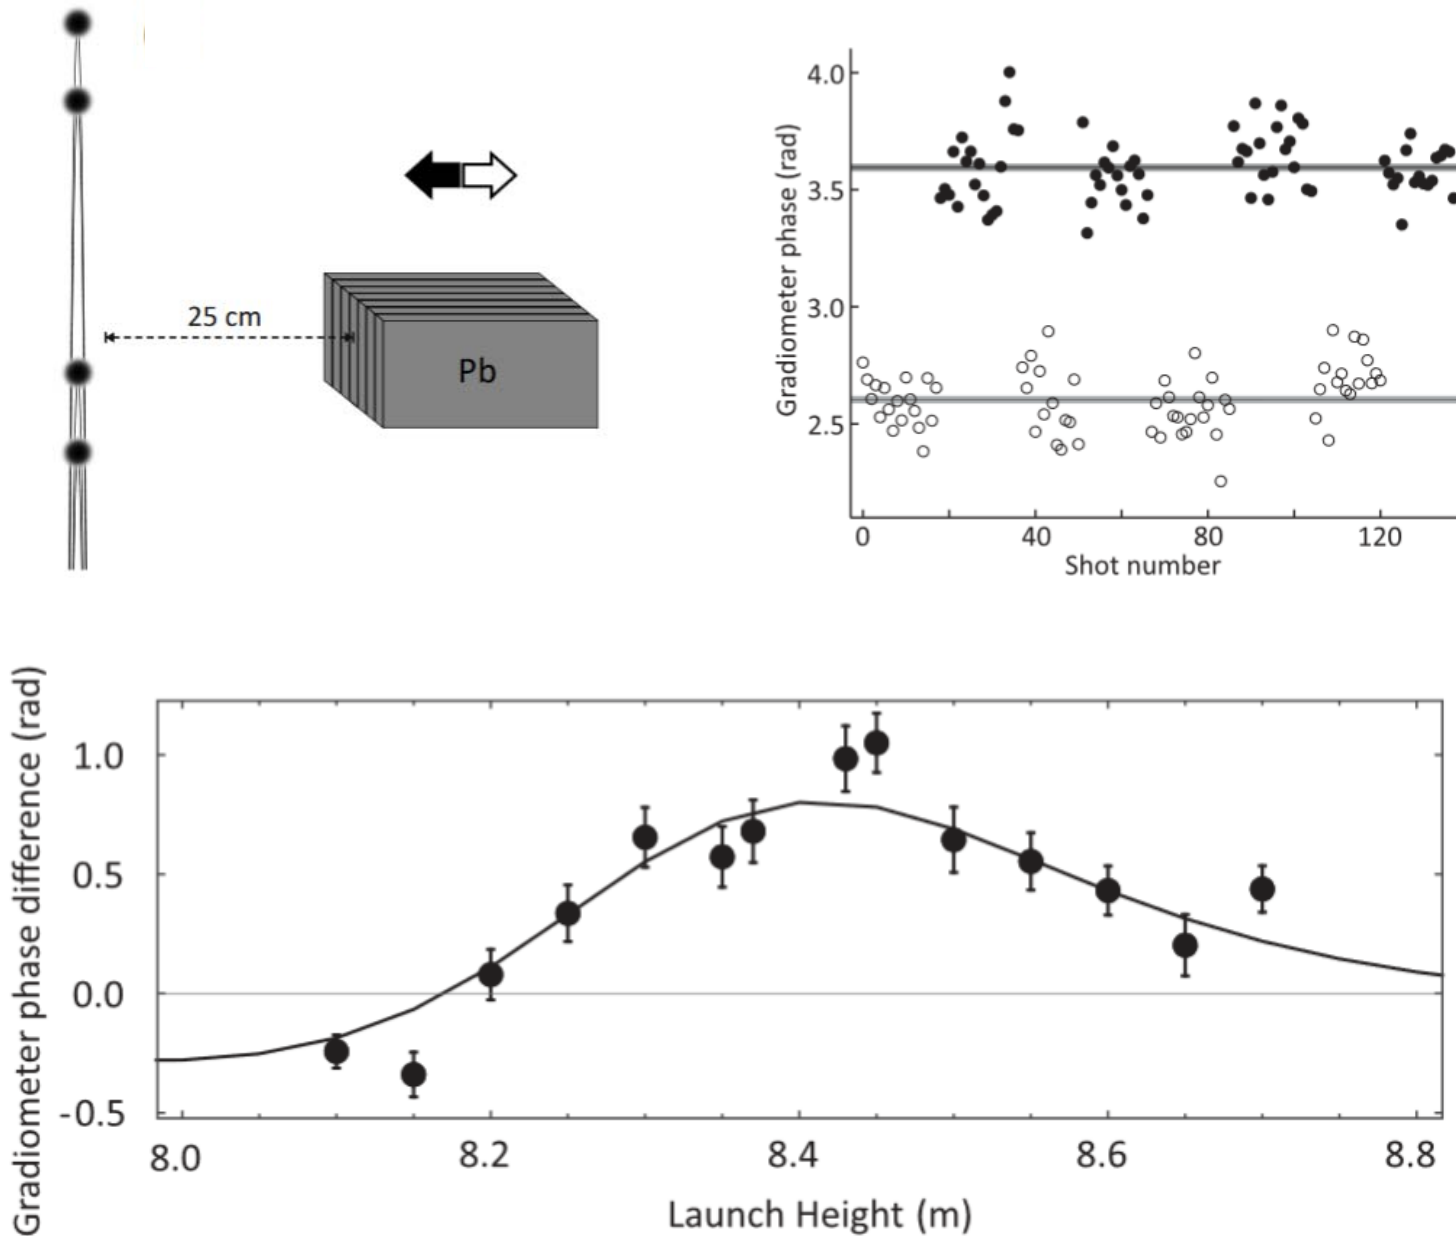 25 cm
Pb
Gradiometer phase (rad)
4.0
3.5
3.0
2.5
0 40 80 120
Shot number
Gradiometer phase difference (rad)
1.0
0.5
0.0
-0.5
8.0 8.2 8.4 8.6 8.8
Launch Height (m)